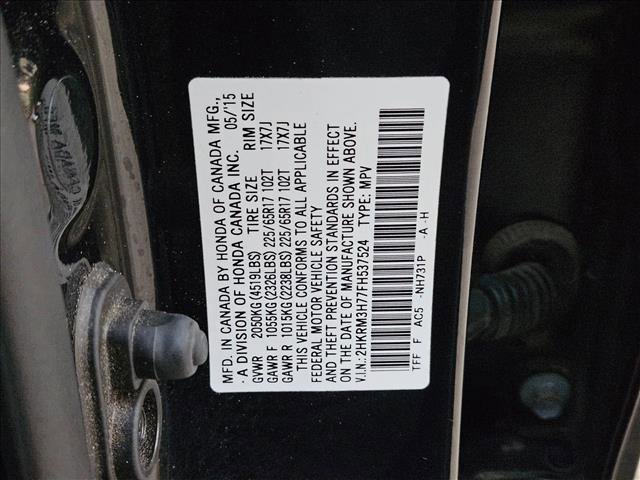 MFD. IN CANADA BY HONDA OF CANADA MFG.,
· A DIVISION OF HONDA CANADA INC. 05/'15
GVWR 2050KG(4519LBS) TIRE SIZE RIM SIZE
GAWR F 1055KG(2326LBS) 225/65R17 102T 17X7J
GAWR R 1015KG(2238LBS) 225/65R17 102T 17X7J
THIS VEHICLE CONFORMS TO ALL APPLICABLE
FEDERAL MOTOR VEHICLE SAFETY
AND THEFT PREVENTION STANDARDS IN EFFECT
ON THE DATE OF MANUFACTURE SHOWN ABOVE.
V.I.N.: 2HKRM3H77FH537524 TYPE: MPV
TFF F AC5 -NH731P -A -H